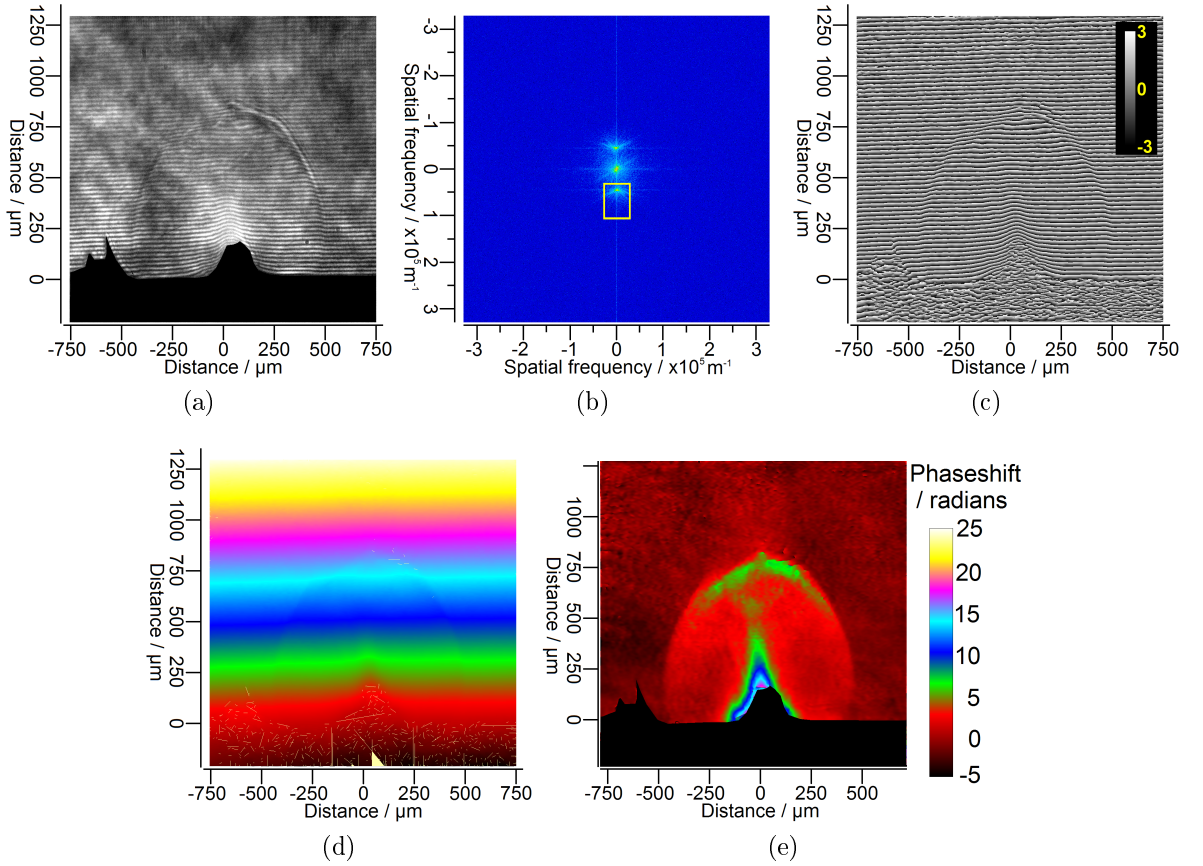 1250
1000
750
500
250
0
Distance / µm
-750 -500 -250 0 250 500 750
Distance / µm
(a)
-3
-2
-1
0
1
2
3
Spatial frequency / x10⁵m⁻¹
-3 -2 -1 0 1 2 3
Spatial frequency / x10⁵m⁻¹
(b)
1250
1000
750
500
250
0
Distance / µm
3
0
-3
-750 -500 -250 0 250 500 750
Distance / µm
(c)
1250
1000
750
500
250
0
Distance / µm
-750 -500 -250 0 250 500 750
Distance / µm
(d)
1000
750
500
250
0
Distance / µm
-750 -500 -250 0 250 500
Distance / µm
Phaseshift
/ radians
25
20
15
10
5
0
-5
(e)